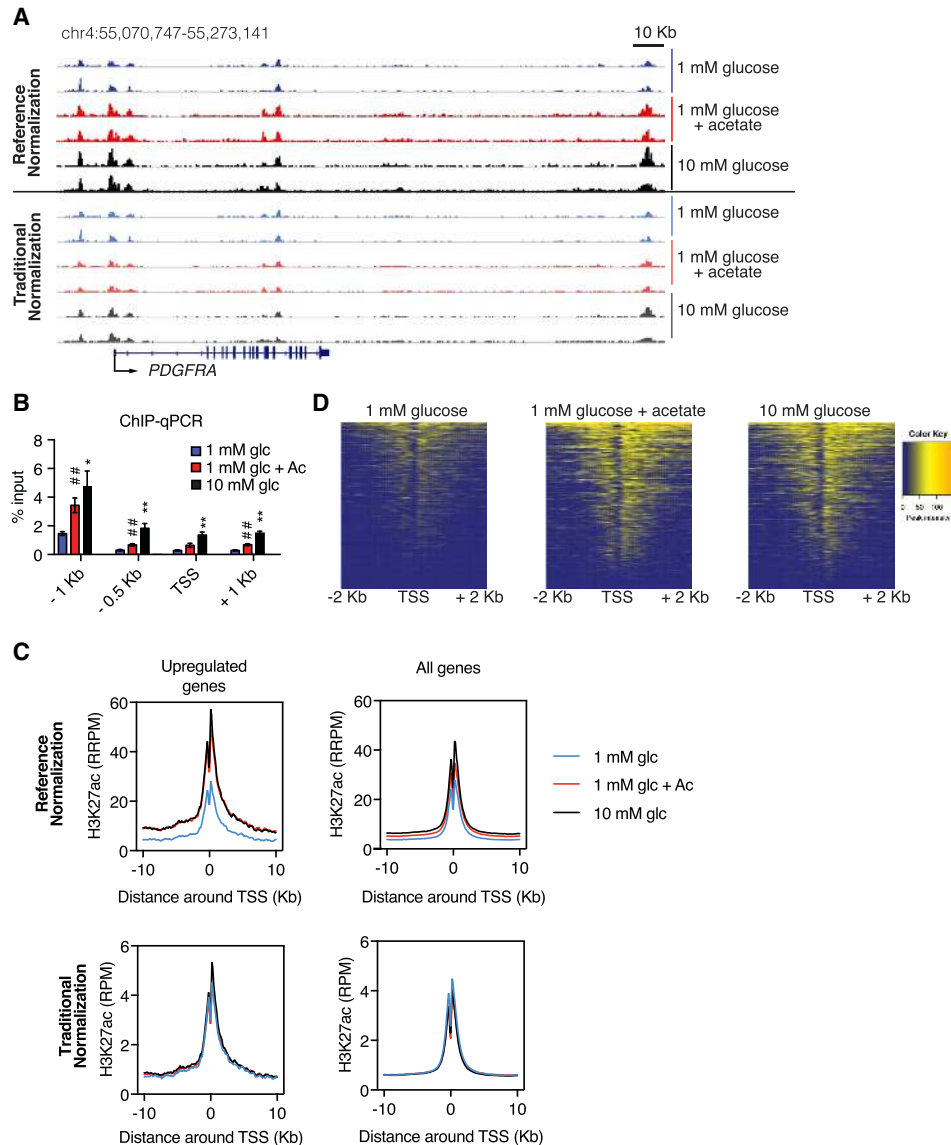 A
chr4:55,070,747-55,273,141
10 Kb
Reference
Normalization
1 mM glucose
1 mM glucose
+ acetate
10 mM glucose
Traditional
Normalization
1 mM glucose
1 mM glucose
+ acetate
10 mM glucose
PDGFRA
B
ChIP-qPCR
% input
8
6
4
2
0
1 mM glc
1 mM glc + Ac
10 mM glc
##
*
##
**
**
##
**
- 1 Kb
- 0.5 Kb
TSS
+ 1 Kb
D
1 mM glucose
1 mM glucose + acetate
10 mM glucose
Color Key
0 50 100
Peak intensity
-2 Kb TSS + 2 Kb
-2 Kb TSS + 2 Kb
-2 Kb TSS + 2 Kb
C
Upregulated
genes
All genes
Reference
Normalization
H3K27ac (RRPM)
60
40
20
0
-10 0 10
Distance around TSS (Kb)
H3K27ac (RRPM)
60
40
20
0
-10 0 10
Distance around TSS (Kb)
1 mM glc
1 mM glc + Ac
10 mM glc
Traditional
Normalization
H3K27ac (RPM)
6
4
2
0
-10 0 10
Distance around TSS (Kb)
H3K27ac (RPM)
6
4
2
0
-10 0 10
Distance around TSS (Kb)